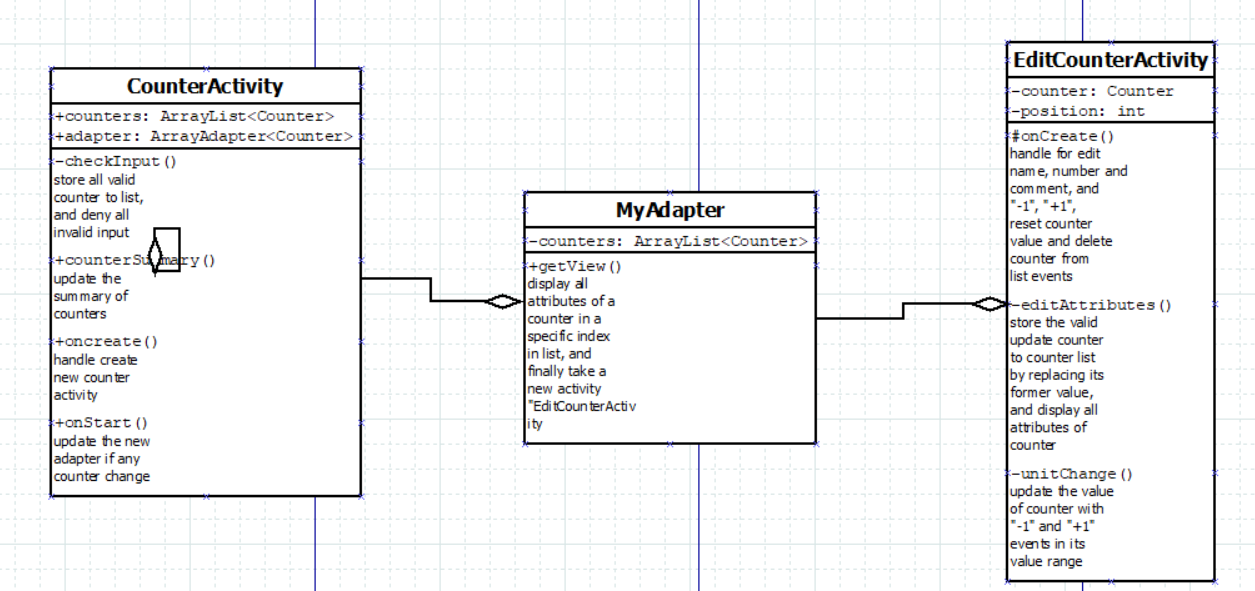 CounterActivity
+counters: ArrayList<Counter>
+adapter: ArrayAdapter<Counter>
-checkInput()
store all valid
counter to list,
and deny all
invalid input
+counterSummary()
update the
summary of
counters
+oncreate()
handle create
new counter
activity
+onStart()
update the new
adapter if any
counter change
MyAdapter
-counters: ArrayList<Counter>
+getView()
display all
attributes of a
counter in a
specific index
in list, and
finally take a
new activity
"EditCounterActiv
ity
EditCounterActivity
-counter: Counter
-position: int
#onCreate()
handle for edit
name, number and
comment, and
"-1", "+1",
reset counter
value and delete
counter from
list events
-editAttributes()
store the valid
update counter
to counter list
by replacing its
former value,
and display all
attributes of
counter
-unitChange()
update the value
of counter with
"-1" and "+1"
events in its
value range